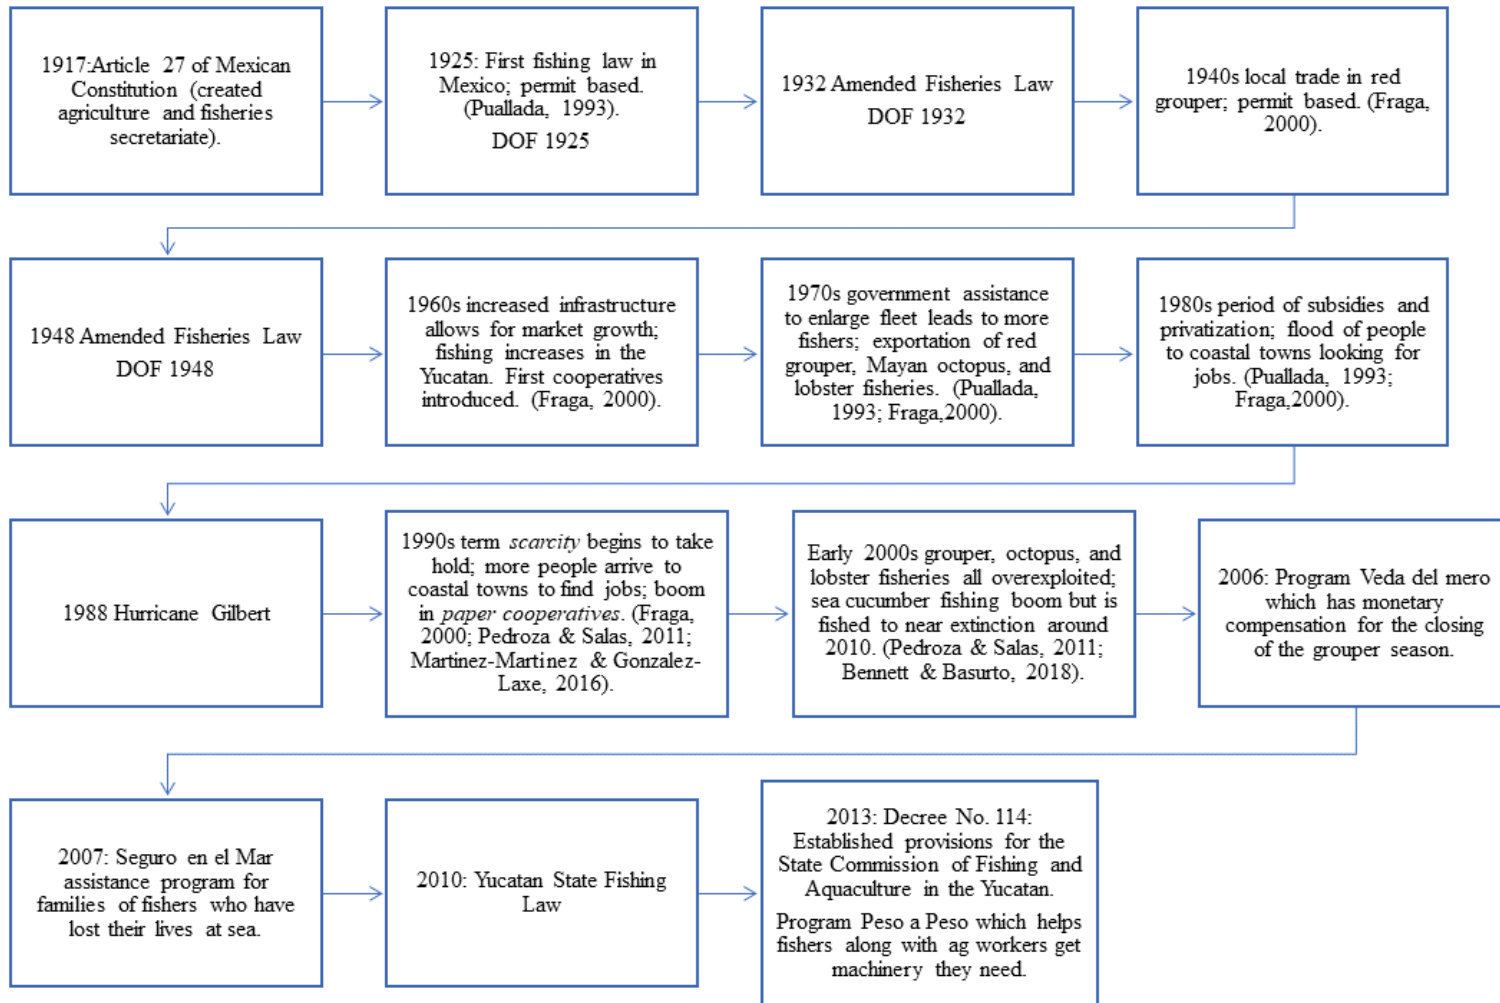 1917:Article 27 of Mexican
Constitution (created
agriculture and fisheries
secretariate).
1925: First fishing law in
Mexico; permit based.
(Puallada, 1993).
DOF 1925
1932 Amended Fisheries Law
DOF 1932
1940s local trade in red
grouper; permit based. (Fraga,
2000).
1948 Amended Fisheries Law
DOF 1948
1960s increased infrastructure
allows for market growth;
fishing increases in the
Yucatan. First cooperatives
introduced. (Fraga, 2000).
1970s government assistance
to enlarge fleet leads to more
fishers; exportation of red
grouper, Mayan octopus, and
lobster fisheries. (Puallada,
1993; Fraga,2000).
1980s period of subsidies and
privatization; flood of people
to coastal towns looking for
jobs. (Puallada, 1993;
Fraga,2000).
1988 Hurricane Gilbert
1990s term scarcity begins to take
hold; more people arrive to
coastal towns to find jobs; boom
in paper cooperatives. (Fraga,
2000; Pedroza & Salas, 2011;
Martinez-Martinez & Gonzalez-
Laxe, 2016).
Early 2000s grouper, octopus, and
lobster fisheries all overexploited;
sea cucumber fishing boom but is
fished to near extinction around
2010. (Pedroza & Salas, 2011;
Bennett & Basurto, 2018).
2006: Program Veda del mero
which has monetary
compensation for the closing
of the grouper season.
2007: Seguro en el Mar
assistance program for
families of fishers who have
lost their lives at sea.
2010: Yucatan State Fishing
Law
2013: Decree No. 114:
Established provisions for the
State Commission of Fishing and
Aquaculture in the Yucatan.
Program Peso a Peso which helps
fishers along with ag workers get
machinery they need.